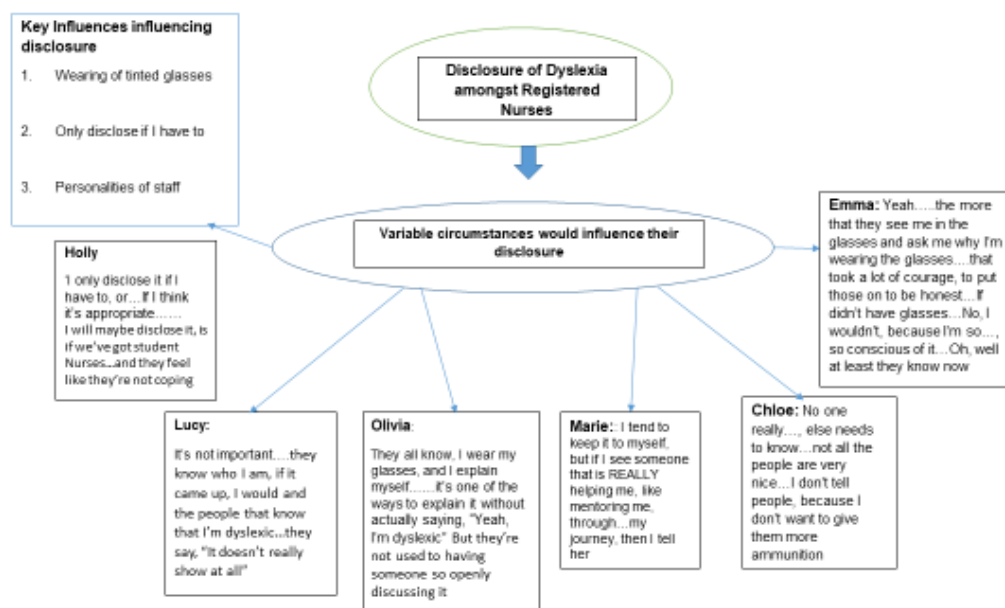 Key Influences influencing
disclosure
1. Wearing of tinted glasses
2. Only disclose if I have to
3. Personalities of staff
Disclosure of Dyslexia
amongst Registered
Nurses
Variable circumstances would influence their
disclosure
Holly
1 only disclose it if I
have to, or... If I think
it's appropriate......
I will maybe disclose it, is
if we've got student
Nurses...and they feel
like they're not coping
Emma: Yeah.....the more
that they see me in the
glasses and ask me why I'm
wearing the glasses....that
took a lot of courage, to put
those on to be honest...If
didn't have glasses...No, I
wouldn't, because I'm so...,
so conscious of it...Oh, well
at least they know now
Lucy:
It's not important....they
know who I am, if it
came up, I would and
the people that know
that I'm dyslexic...they
say, "It doesn't really
show at all"
Olivia:
They all know, I wear my
glasses, and I explain
myself......it's one of the
ways to explain it without
actually saying, "Yeah,
I'm dyslexic" But they're
not used to having
someone so openly
discussing it
Marie: : I tend to
keep it to myself,
but if I see someone
that is REALLY
helping me, like
mentoring me,
through...my
journey, then I tell
her
Chloe: No one
really..., else needs
to know...not all the
people are very
nice...I don't tell
people, because I
don't want to give
them more
ammunition